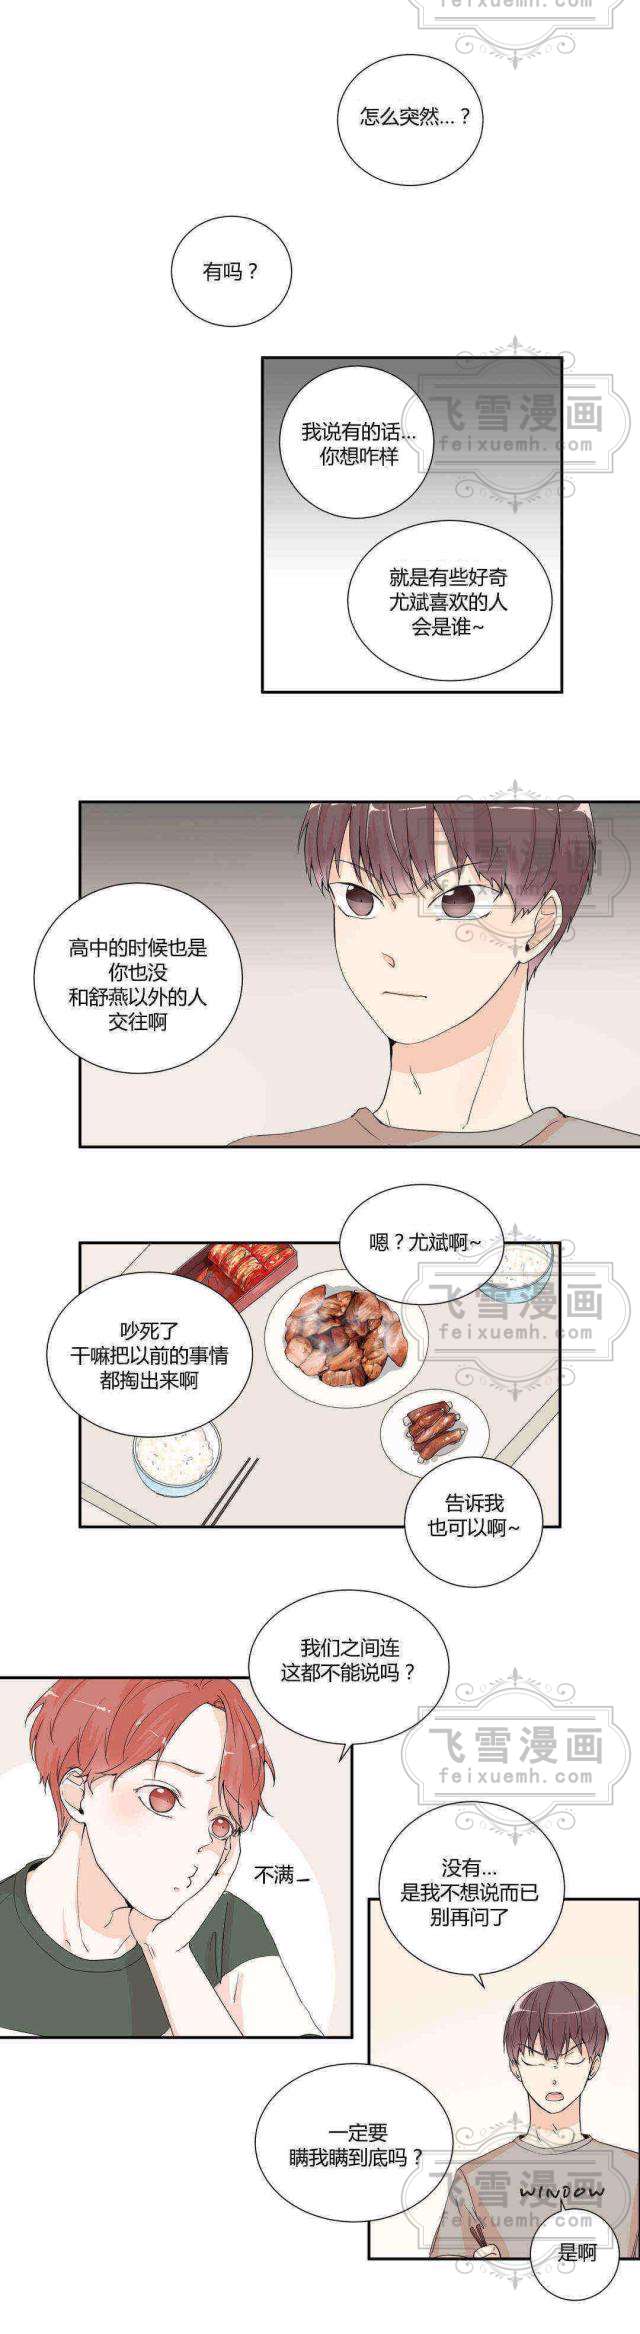 feixuemh.com
怎么突然...？
有吗？
飞雪漫画
feixuemh.com
我说有的话...
你想咋样
就是有些好奇
尤斌喜欢的人
会是谁~
飞雪漫画
feixuemh.com
高中的时候也是
你也没
和舒燕以外的人
交往啊
嗯？尤斌啊~
飞雪漫画
feixuemh.com
吵死了
干嘛把以前的事情
都掏出来啊
告诉我
也可以啊~
我们之间连
这都不能说吗？
飞雪漫画
feixuemh.com
不满
没有...
是我不想说而已
别再问了
一定要
瞒我瞒到底吗？
飞雪漫画
WINDOW
feixuemh.com
是啊